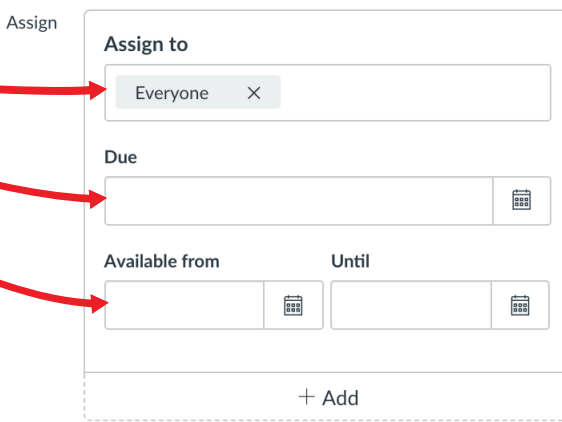 Assign
Assign to
Everyone
Due
Available from Until
+ Add